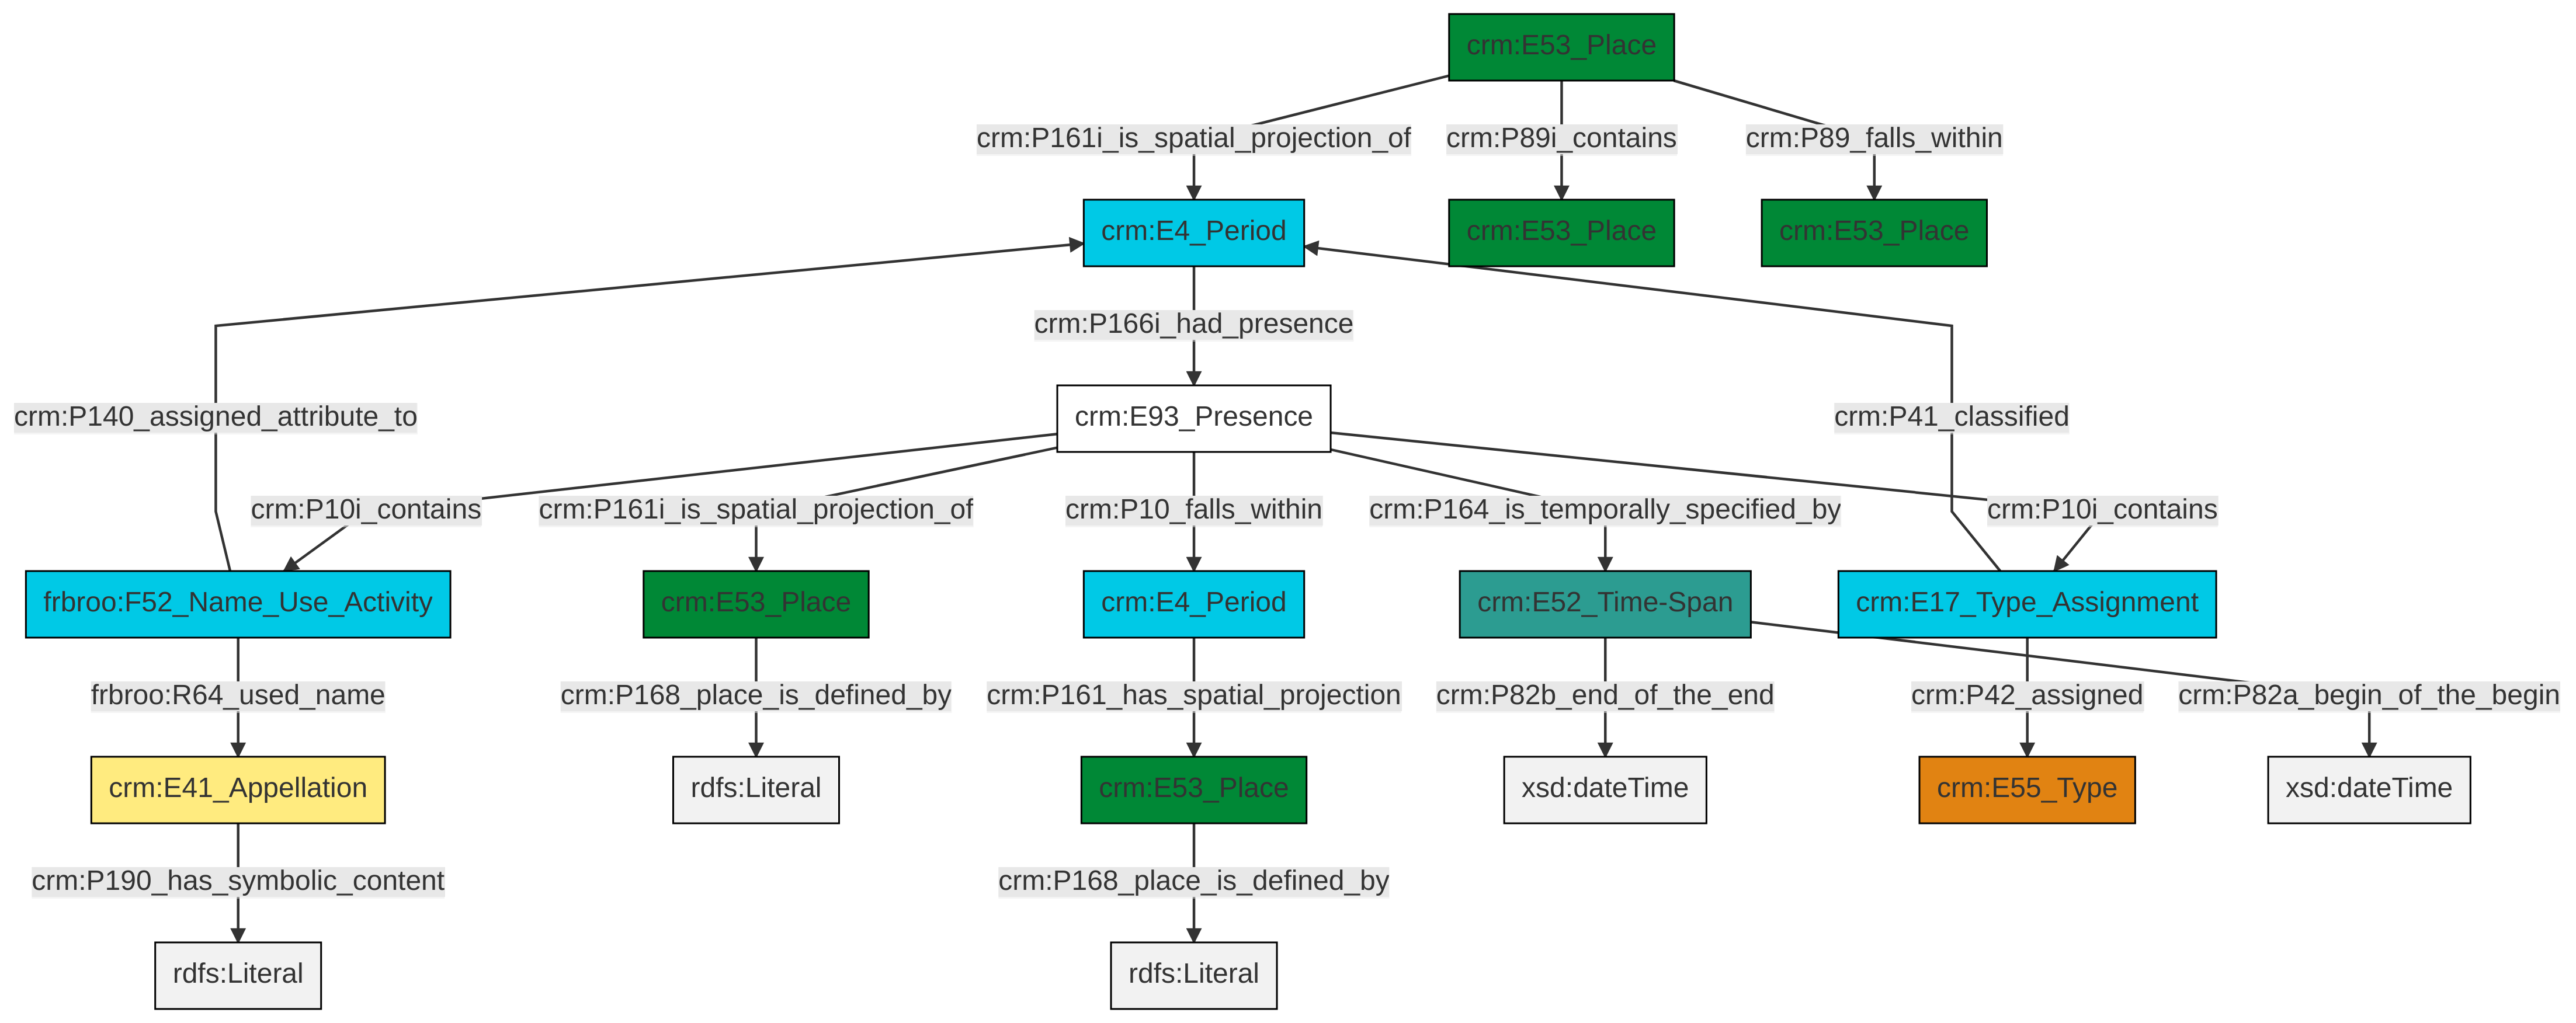 crm:E53_Place
crm:P161i_is_spatial_projection_of
crm:P89i_contains
crm:P89_falls_within
crm:E4_Period
crm:E53_Place
crm:E53_Place
crm:P166i_had_presence
crm:P140_assigned_attribute_to
crm:E93_Presence
crm:P41_classified
crm:P10i_contains
crm:P161i_is_spatial_projection_of
crm:P10_falls_within
crm:P164_is_temporally_specified_by
crm:P10i_contains
frbroo:F52_Name_Use_Activity
crm:E53_Place
crm:E4_Period
crm:E52_Time-Span
crm:E17_Type_Assignment
frbroo:R64_used_name
crm:P168_place_is_defined_by
crm:P161_has_spatial_projection
crm:P82b_end_of_the_end
crm:P42_assigned
crm:P82a_begin_of_the_begin
crm:E41_Appellation
rdfs:Literal
crm:E53_Place
xsd:dateTime
crm:E55_Type
xsd:dateTime
crm:P190_has_symbolic_content
crm:P168_place_is_defined_by
rdfs:Literal
rdfs:Literal